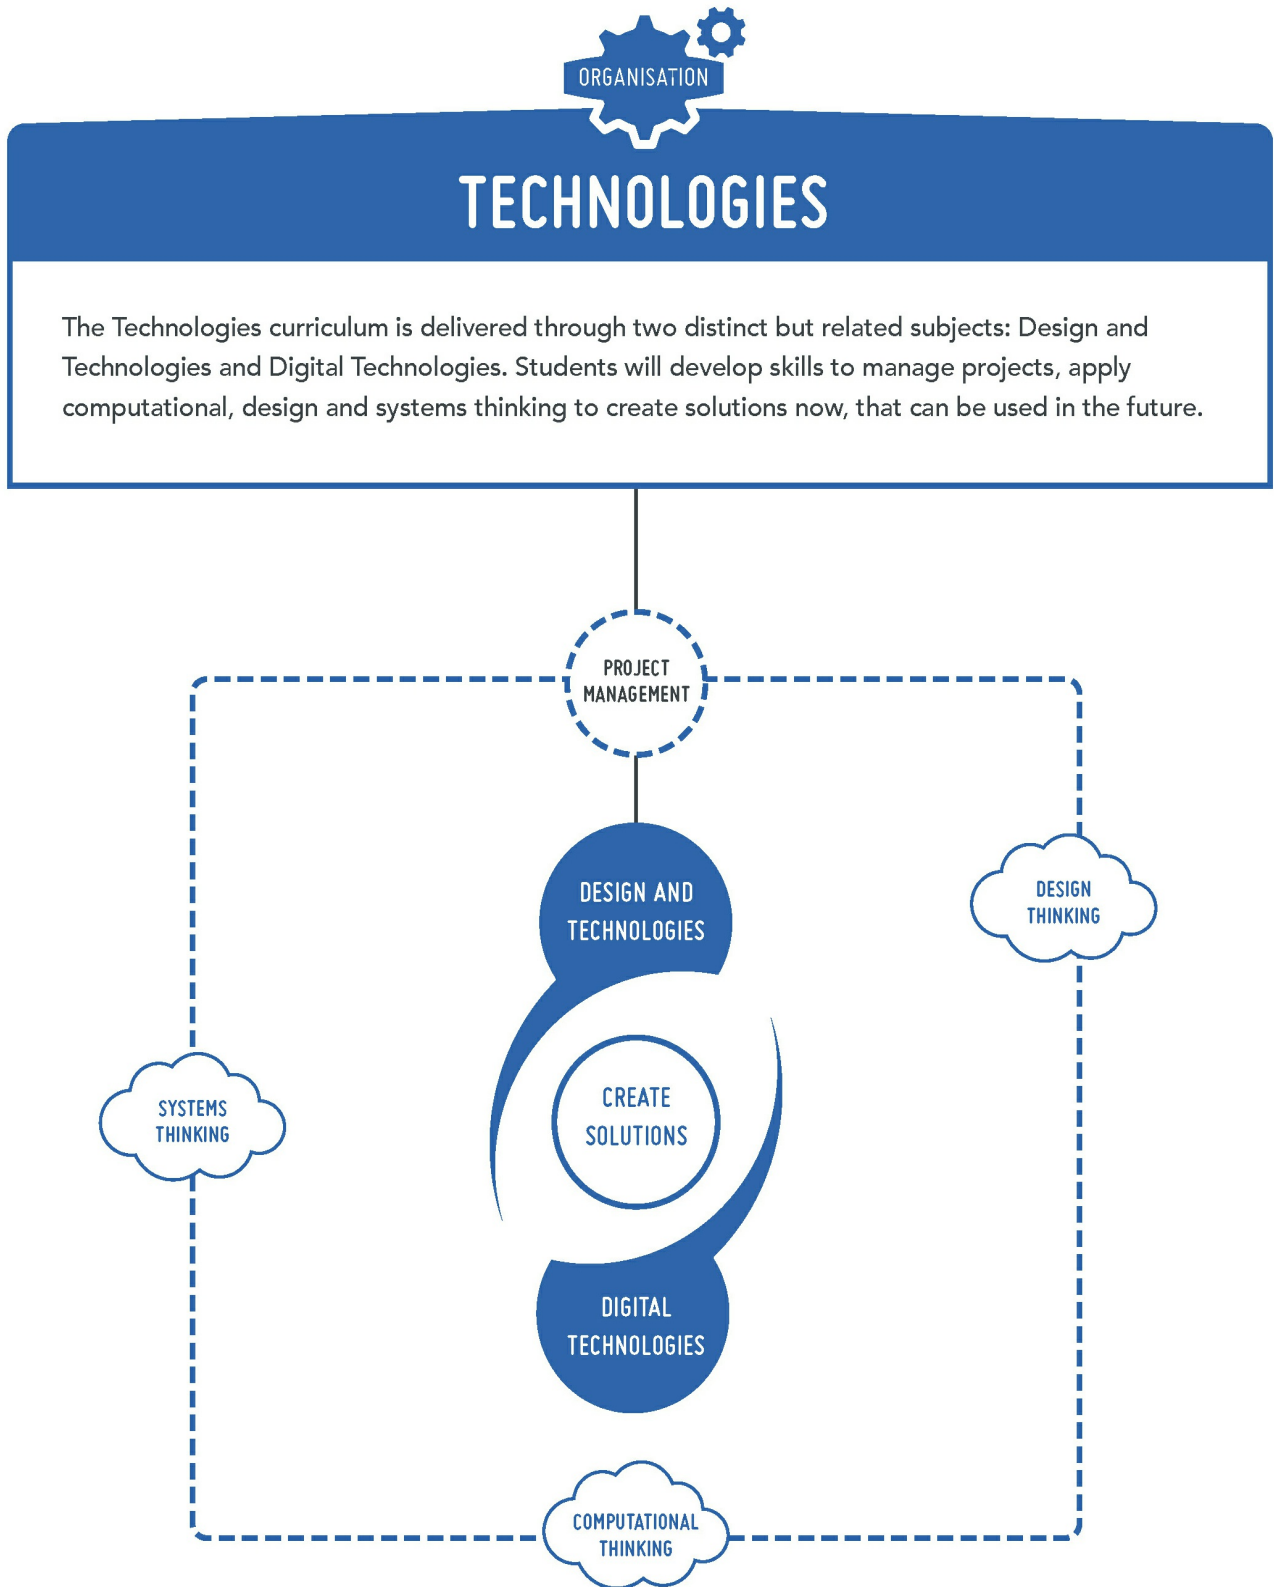 ORGANISATION
TECHNOLOGIES
The Technologies curriculum is delivered through two distinct but related subjects: Design and
Technologies and Digital Technologies. Students will develop skills to manage projects, apply
computational, design and systems thinking to create solutions now, that can be used in the future.
PROJECT
MANAGEMENT
DESIGN AND
TECHNOLOGIES
DESIGN
THINKING
CREATE
SOLUTIONS
SYSTEMS
THINKING
DIGITAL
TECHNOLOGIES
COMPUTATIONAL
THINKING